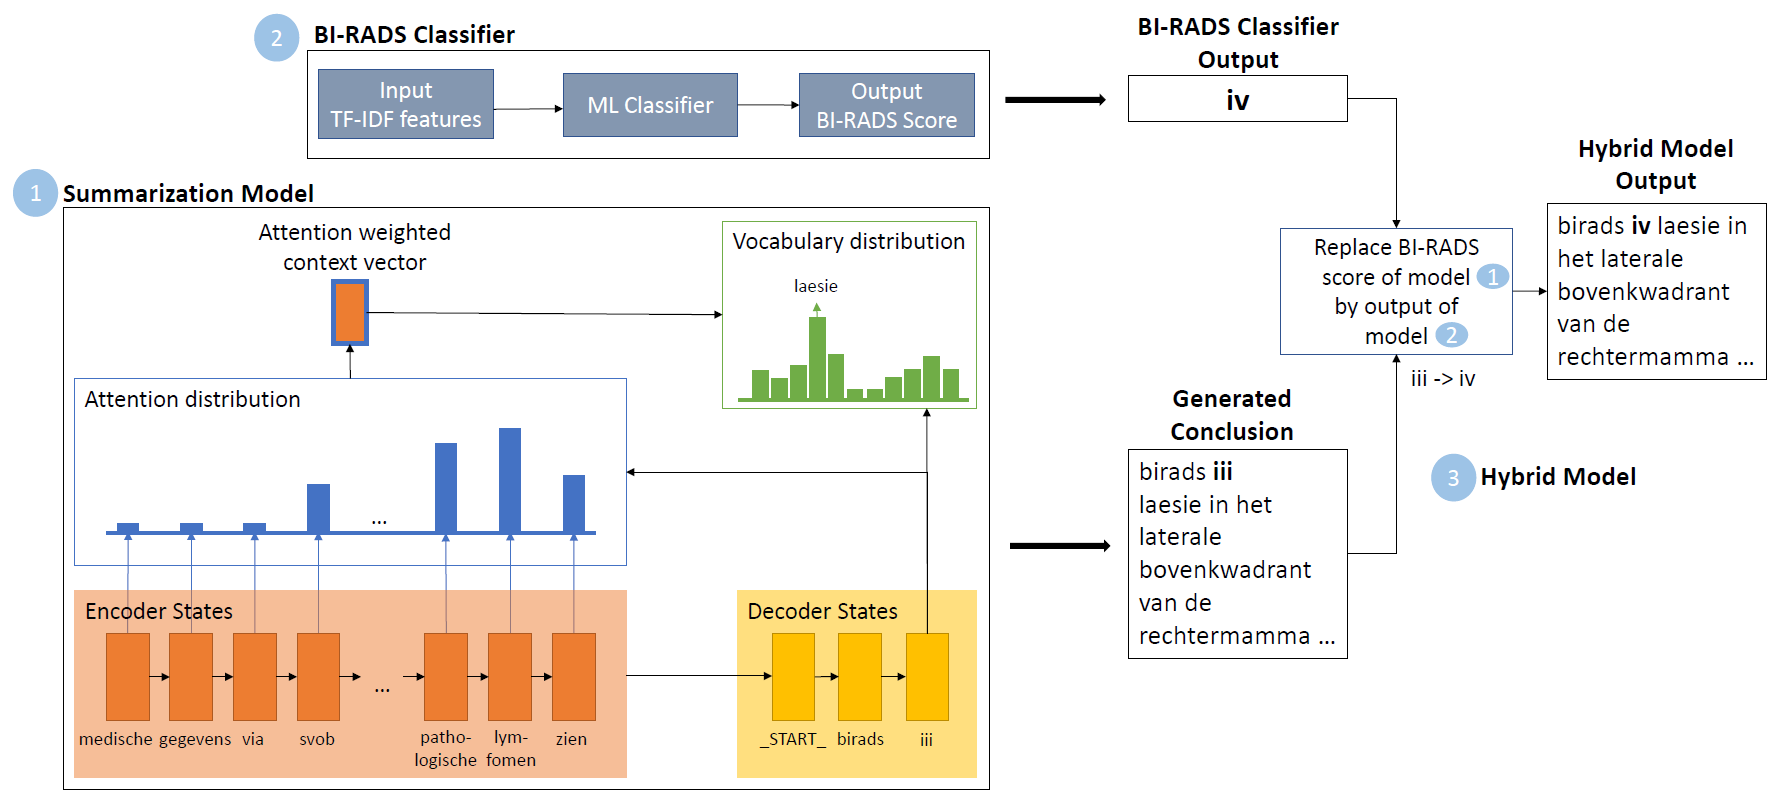 2
BI-RADS Classifier
Input
TF-IDF features
ML Classifier
Output
BI-RADS Score
BI-RADS Classifier
Output
iv
1
Summarization Model
Attention weighted
context vector
Vocabulary distribution
laesie
Attention distribution
...
Encoder States
...
medische
gegevens
via
svob
patho-
logische
lym-
fomen
zien
Decoder States
_START_
birads
iii
Generated
Conclusion
birads iii
laesie in het
laterale
bovenkwadrant
van de
rechtermamma ...
Replace BI-RADS
score of model 1
by output of
model 2
iii -> iv
3 Hybrid Model
Hybrid Model
Output
birads iv laesie in
het laterale
bovenkwadrant
van de
rechtermamma ...